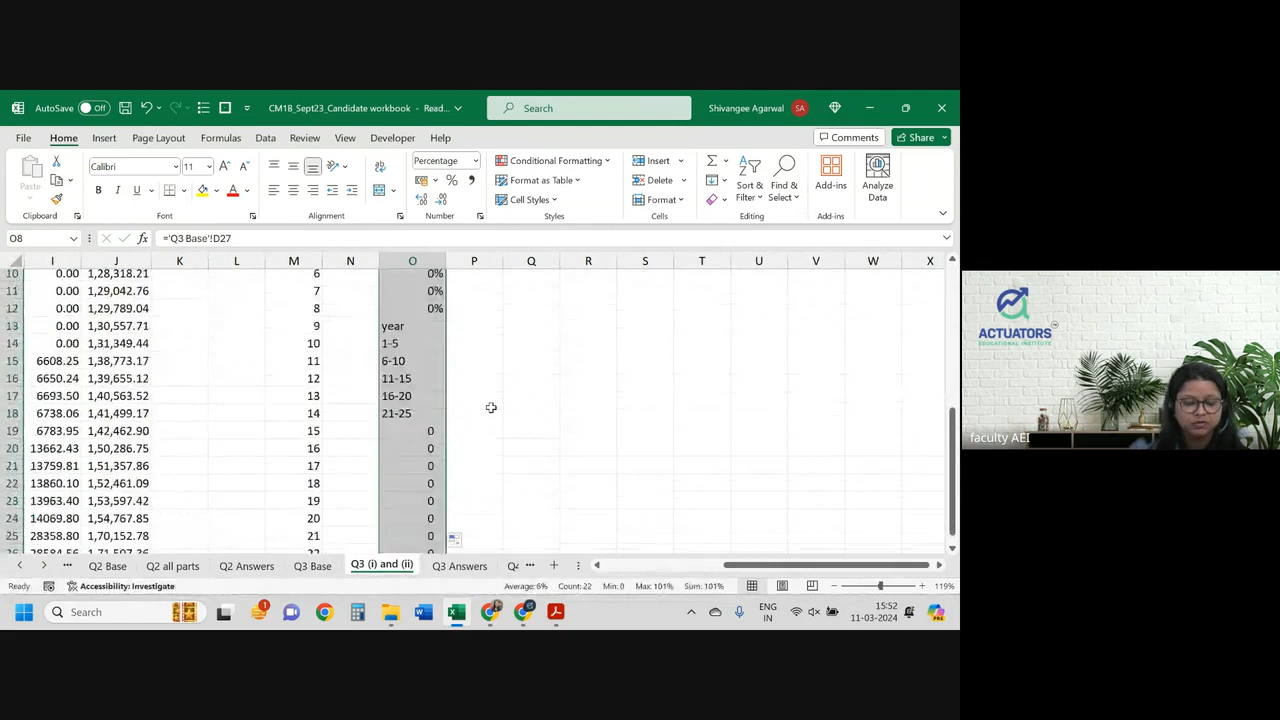 AutoSave Off CM1B_Sept23_Candidate workbook - Read... Search Shivangee Agarwal SA
File Home Insert Page Layout Formulas Data Review View Developer Help Comments Share
Paste Calibri 11 Percentage Conditional Formatting Insert Sort & Filter Find & Select Add-ins Analyze Data
B I U A Format as Table Delete
Cell Styles Format
Clipboard Font Alignment Number Styles Cells Editing Add-ins
O8 fx ='Q3 Base'!D27
I J K L M N O P Q R S T U V W X
10 0.00 1,28,318.21 6 0%
11 0.00 1,29,042.76 7 0%
12 0.00 1,29,789.04 8 0%
13 0.00 1,30,557.71 9 year
14 0.00 1,31,349.44 10 1-5
15 6608.25 1,38,773.17 11 6-10
16 6650.24 1,39,655.12 12 11-15
17 6693.50 1,40,563.52 13 16-20
18 6738.06 1,41,499.17 14 21-25
19 6783.95 1,42,462.90 15 0
20 13662.43 1,50,286.75 16 0
21 13759.81 1,51,357.86 17 0
22 13860.10 1,52,461.09 18 0
23 13963.40 1,53,597.42 19 0
24 14069.80 1,54,767.85 20 0
25 28358.80 1,70,152.78 21 0
Q2 Base Q2 all parts Q2 Answers Q3 Base Q3 (i) and (ii) Q3 Answers
Ready Accessibility: Investigate Average: 6% Count: 22 Min: 0 Max: 101% Sum: 101% 119%
Search ENG IN 15:52 11-03-2024
ACTUATORS
EDUCATIONAL INSTITUTE
faculty AEI